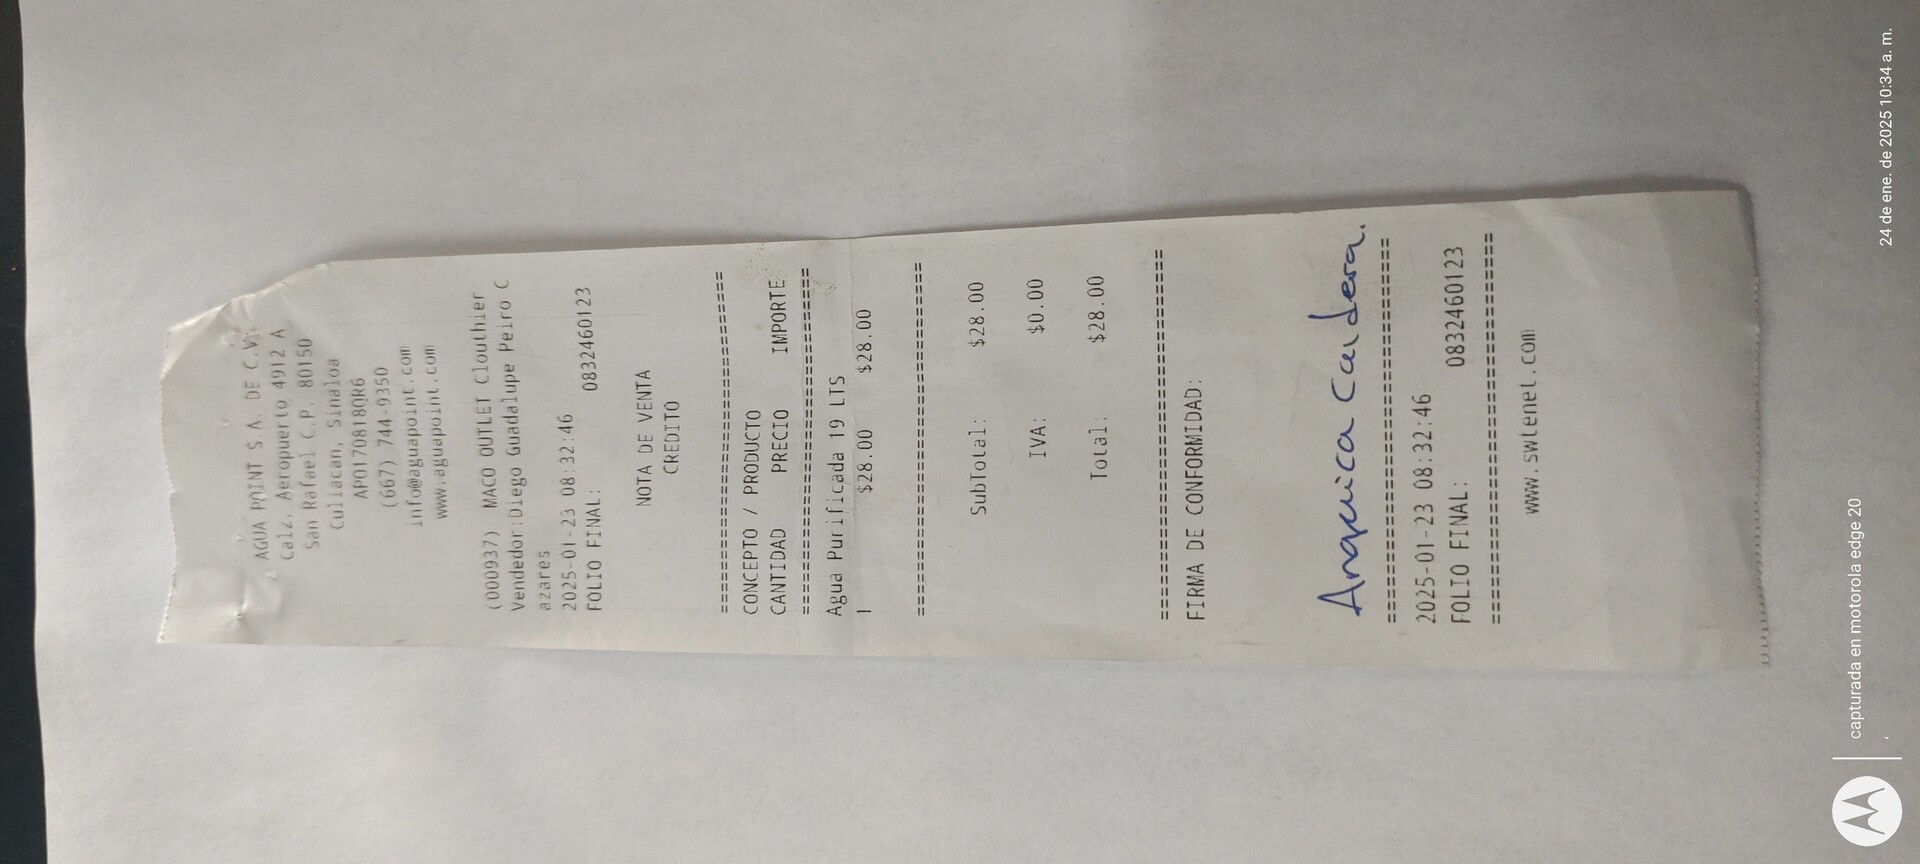 AGUA POINT S.A. DE C.V.
Calz. Aeropuerto 4912 A
San Rafael C.P. 80150
Culiacan, Sinaloa
APO170818QR6
(667) 744-9350
info@aguapoint.com
www.aguapoint.com
(000937) MACO OUTLET Clouthier
Vendedor:Diego Guadalupe Peiro C
azares
2025-01-23 08:32:46
FOLIO FINAL: 0832460123
NOTA DE VENTA
CREDITO
================================
CONCEPTO / PRODUCTO
CANTIDAD PRECIO IMPORTE
================================
Agua Purificada 19 LTS
1 $28.00 $28.00
================================
SubTotal: $28.00
IVA: $0.00
Total: $28.00
================================
FIRMA DE CONFORMIDAD:
Angelica Caldera.
================================
2025-01-23 08:32:46
FOLIO FINAL: 0832460123
================================
www.swtenet.com
capturada en motorola edge 20
24 de ene. de 2025 10:34 a. m.